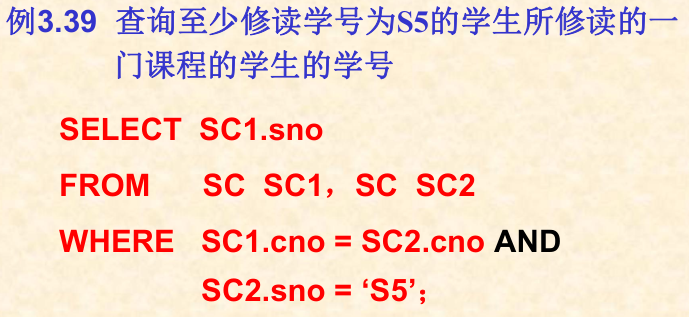 例3.39 查询至少修读学号为S5的学生所修读的一
门课程的学生的学号
SELECT SC1.sno
FROM SC SC1，SC SC2
WHERE SC1.cno = SC2.cno AND
SC2.sno = ‘S5’；